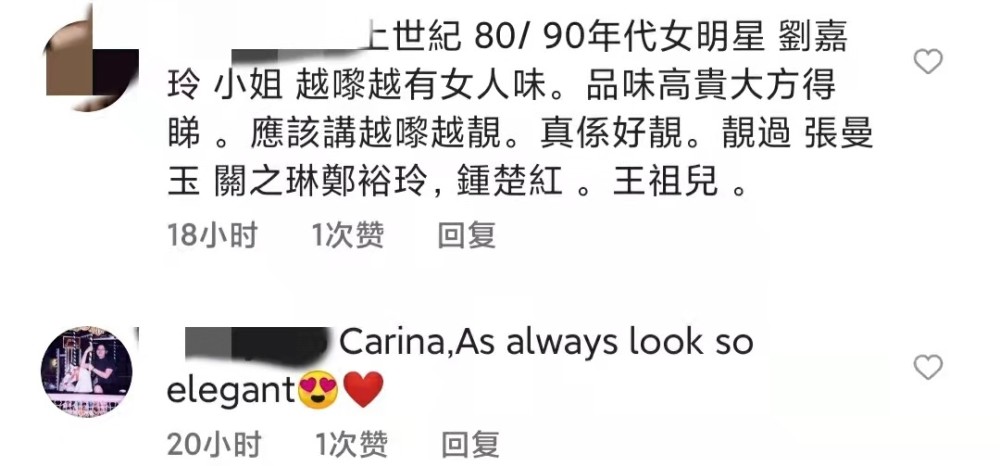 上世紀 80/ 90年代女明星 劉嘉
玲 小姐 越嚟越有女人味。品味高貴大方得
睇 。應該講越嚟越靚。真係好靚。靚過 張曼
玉 關之琳鄭裕玲, 鍾楚紅 。王祖兒 。
18小时 1次赞 回复
Carina,As always look so
elegant😍❤️
20小时 1次赞 回复